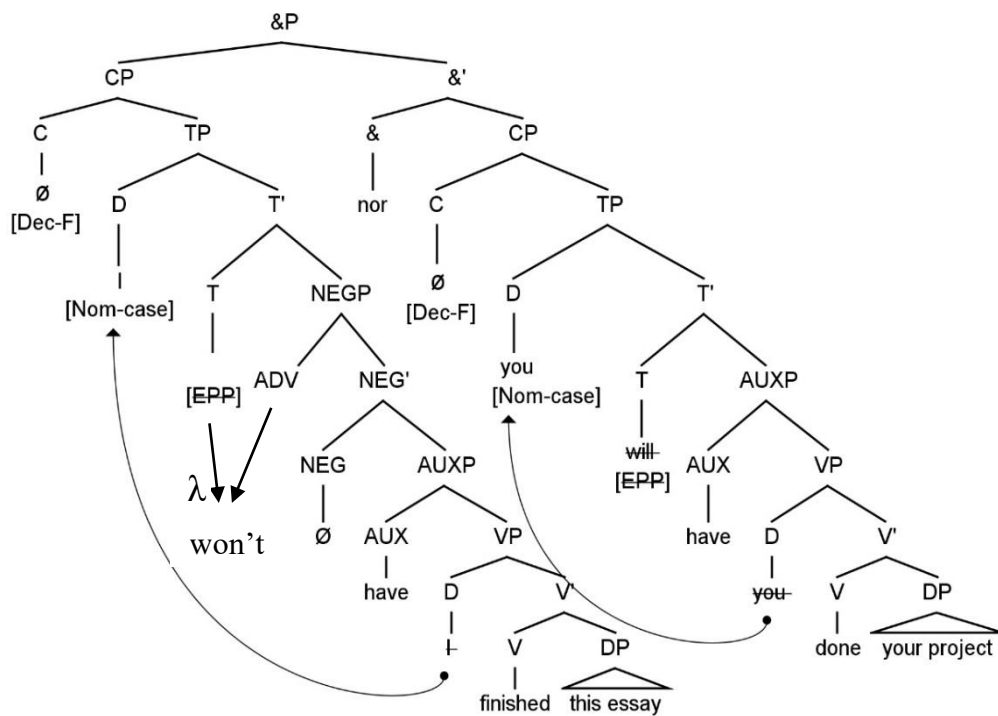 &P
CP &'
C TP & CP
Ø D T' nor C TP
[Dec-F]
I T NEGP Ø D T'
[Nom-case] [Dec-F]
you T AUXP
[EPP] ADV NEG' [Nom-case]
will AUX VP
NEG AUXP [EPP]
λ
won't Ø AUX VP have D V'
have D V' you V DP
I V DP done your project
finished this essay